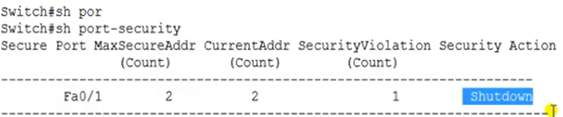 Switch#sh por
Switch#sh port-security
Secure Port MaxSecureAddr CurrentAddr SecurityViolation Security Action
(Count) (Count) (Count)
---------------------------------------------------------------------------
Fa0/1 2 2 1 Shutdown
---------------------------------------------------------------------------